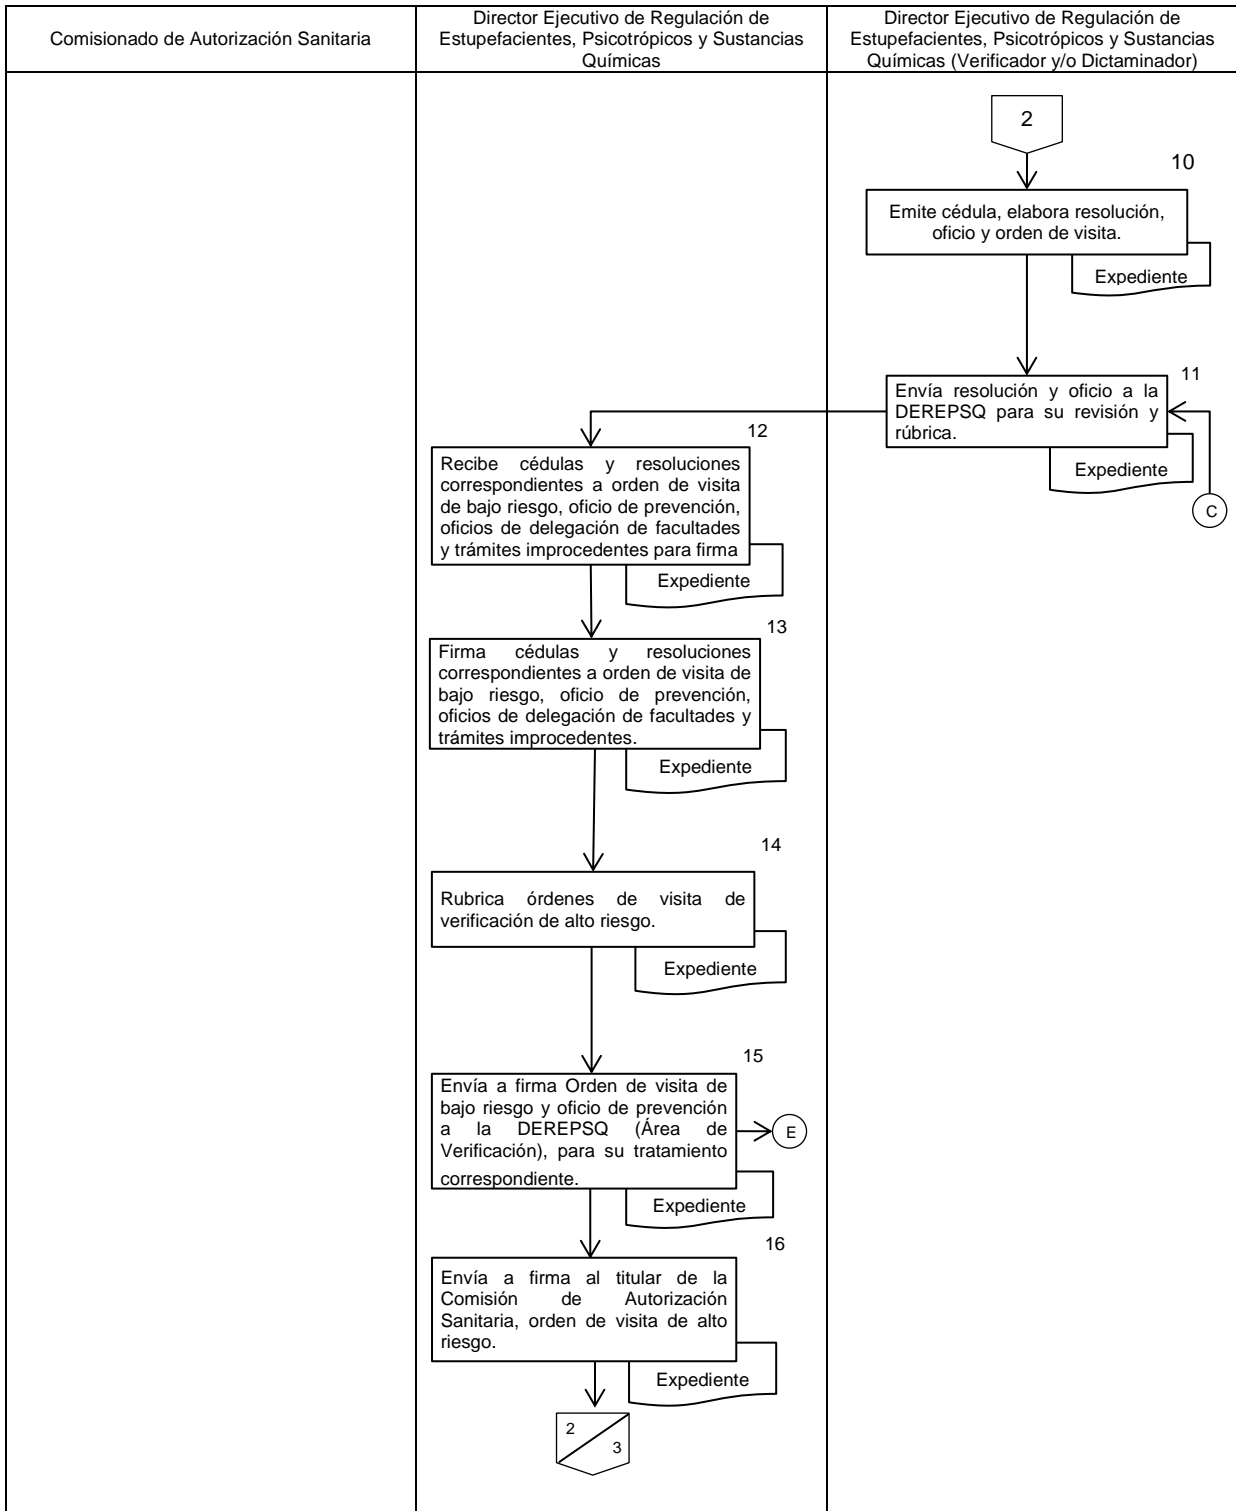 Comisionado de Autorización Sanitaria
Director Ejecutivo de Regulación de
Estupefacientes, Psicotrópicos y Sustancias
Químicas
Director Ejecutivo de Regulación de
Estupefacientes, Psicotrópicos y Sustancias
Químicas (Verificador y/o Dictaminador)
2
10
Emite cédula, elabora resolución,
oficio y orden de visita.
Expediente
11
Envía resolución y oficio a la
DEREPSQ para su revisión y
rúbrica.
Expediente
C
12
Recibe cédulas y resoluciones
correspondientes a orden de visita
de bajo riesgo, oficio de prevención,
oficios de delegación de facultades
y trámites improcedentes para firma
Expediente
13
Firma cédulas y resoluciones
correspondientes a orden de visita de
bajo riesgo, oficio de prevención,
oficios de delegación de facultades y
trámites improcedentes.
Expediente
14
Rubrica órdenes de visita de
verificación de alto riesgo.
Expediente
15
Envía a firma Orden de visita de
bajo riesgo y oficio de prevención
a la DEREPSQ (Área de
Verificación), para su tratamiento
correspondiente.
E
Expediente
16
Envía a firma al titular de la
Comisión de Autorización
Sanitaria, orden de visita de alto
riesgo.
Expediente
2
3